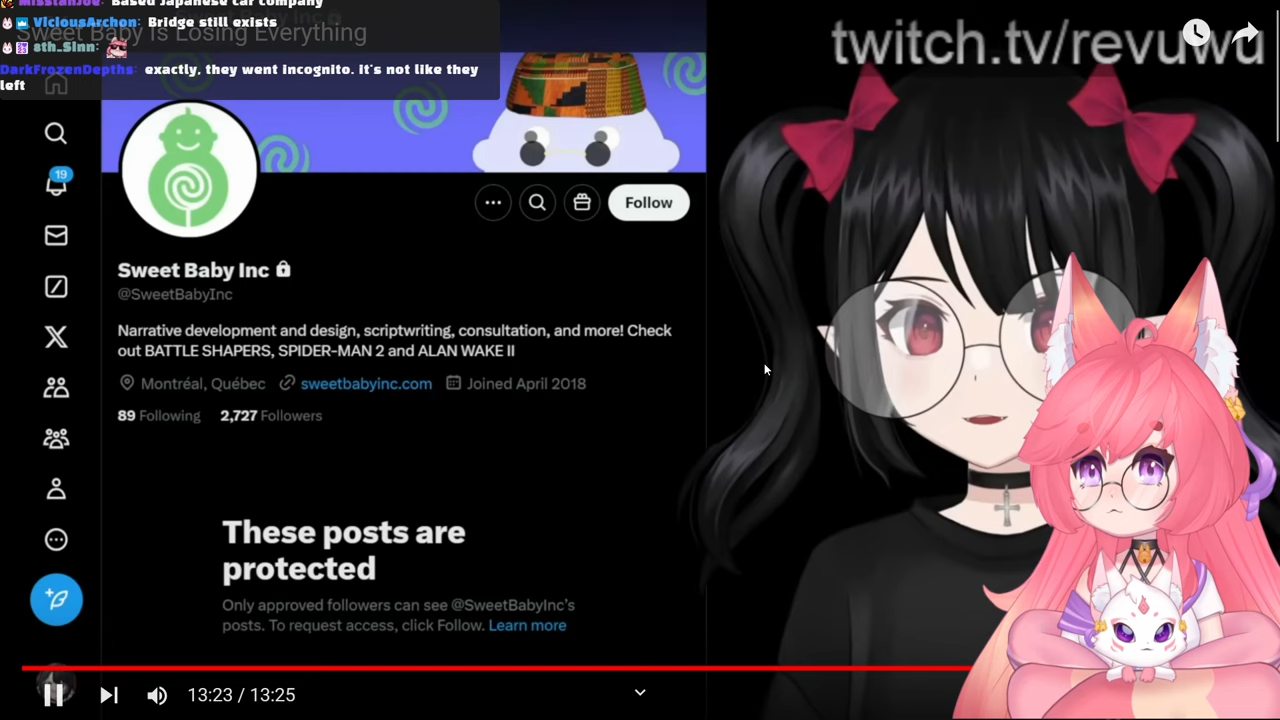 MisstahJoe: Based Japanese car company
ViciousArchon: Bridge still exists
Sweet Baby Is Losing Everything
8th_Sinn:
DarkFrozenDepths: exactly. they went incognito. it's not like they
left
twitch.tv/revuwu
19
Follow
Sweet Baby Inc
@SweetBabyInc
Narrative development and design, scriptwriting, consultation, and more! Check
out BATTLE SHAPERS, SPIDER-MAN 2 and ALAN WAKE II
Montréal, Québec sweetbabyinc.com Joined April 2018
89 Following 2,727 Followers
These posts are
protected
Only approved followers can see @SweetBabyInc's
posts. To request access, click Follow. Learn more
13:23 / 13:25